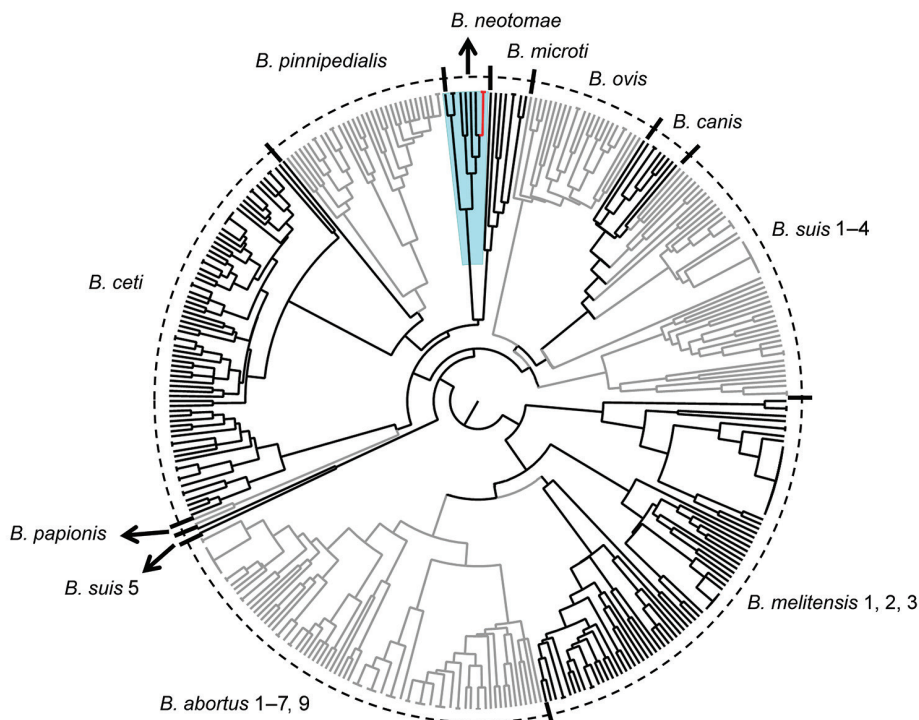 B. neotomae
B. pinnipedialis
B. microti
B. ovis
B. canis
B. suis 1–4
B. ceti
B. papionis
B. suis 5
B. melitensis 1, 2, 3
B. abortus 1–7, 9